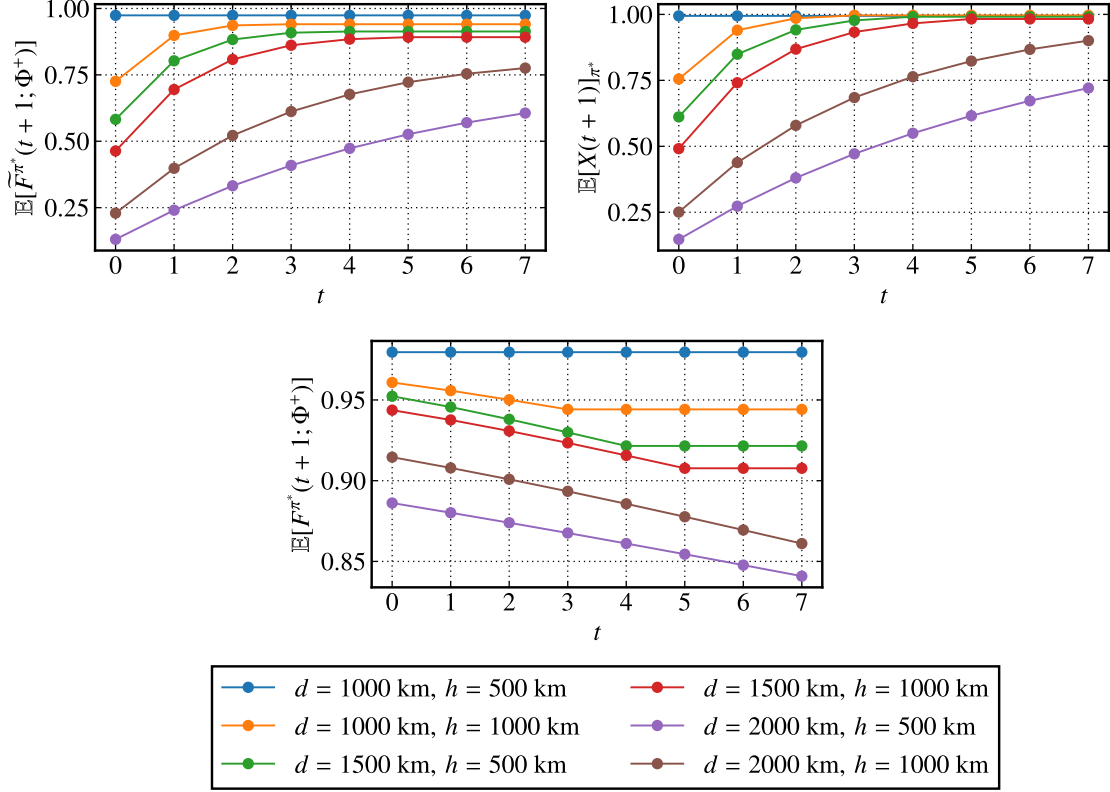 𝔼[F̃^π*(t + 1; Φ⁺)]
1.00
0.75
0.50
0.25
0 1 2 3 4 5 6 7
t
𝔼[X(t + 1)]_π*
1.00
0.75
0.50
0.25
0 1 2 3 4 5 6 7
t
𝔼[F^π*(t + 1; Φ⁺)]
0.95
0.90
0.85
0 1 2 3 4 5 6 7
t
d = 1000 km, h = 500 km
d = 1000 km, h = 1000 km
d = 1500 km, h = 500 km
d = 1500 km, h = 1000 km
d = 2000 km, h = 500 km
d = 2000 km, h = 1000 km